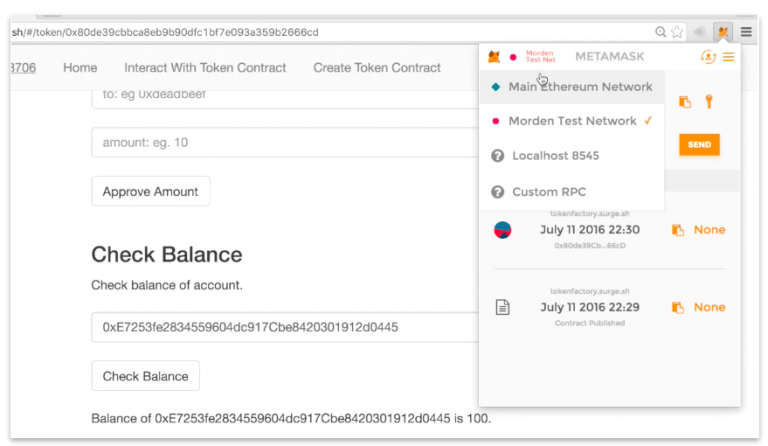 sh/#/token/0x80de39cbbca8eb9b90dfc1bf7e093a359b2666cd
3706 Home Interact With Token Contract Create Token Contract
to: eg 0xdeadbeef
amount: eg. 10
Approve Amount
Check Balance
Check balance of account.
0xE7253fe2834559604dc917Cbe8420301912d0445
Check Balance
Balance of 0xE7253fe2834559604dc917Cbe8420301912d0445 is 100.
Morden
Test Net
METAMASK
Main Ethereum Network
Morden Test Network ✓
Localhost 8545
Custom RPC
SEND
tokenfactory.surge.sh
July 11 2016 22:30 None
0x80de39Cb...66cD
tokenfactory.surge.sh
July 11 2016 22:29 None
Contract Published